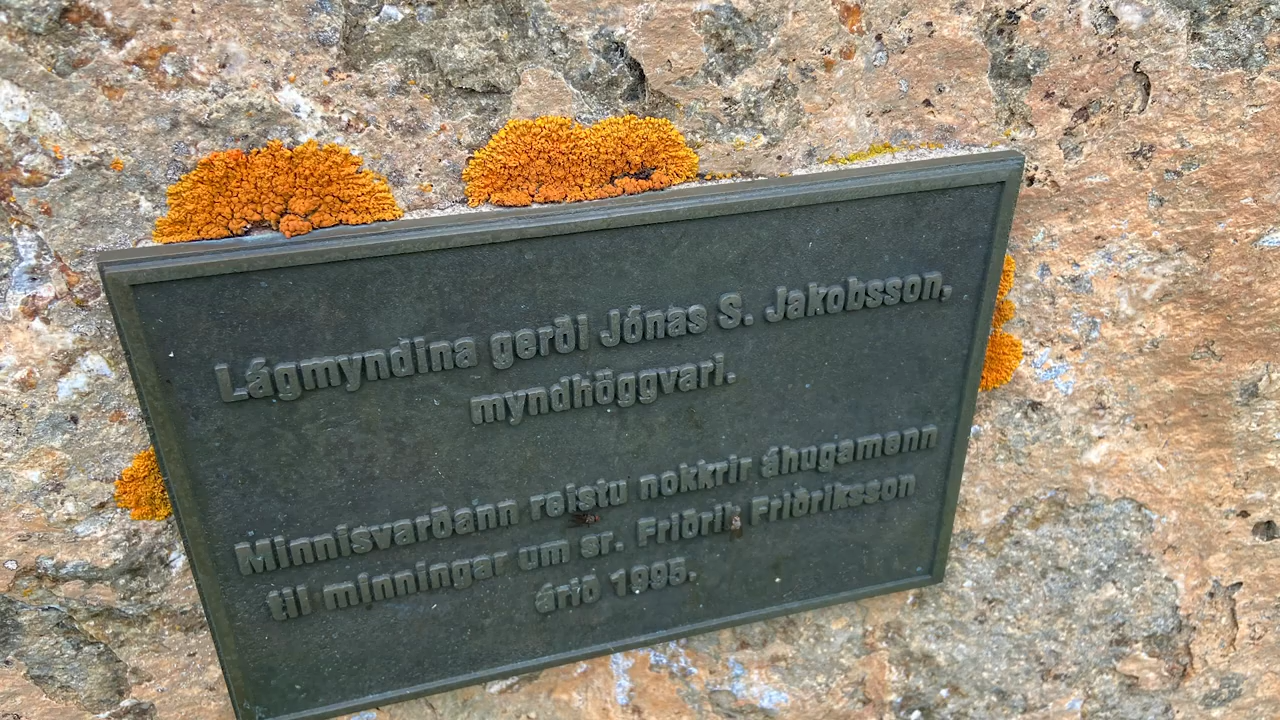 Lágmyndina gerði Jónas S. Jakobsson,
myndhöggvari.
Minnisvarðann reistu nokkrir áhugamenn
til minningar um sr. Friðrik Friðriksson
árið 1995.